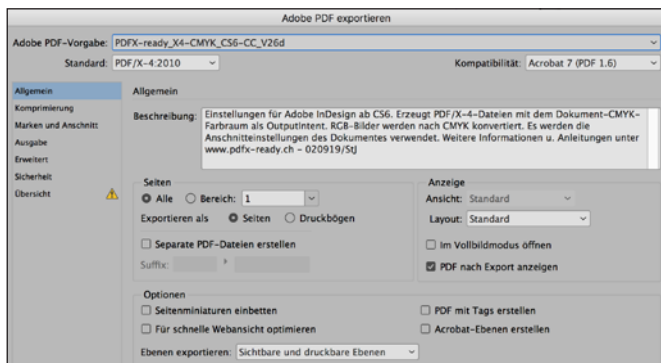 Adobe PDF exportieren
Adobe PDF-Vorgabe: PDFX-ready_X4-CMYK_CS6-CC_V26d
Standard: PDF/X-4:2010 Kompatibilität: Acrobat 7 (PDF 1.6)
Allgemein
Komprimierung
Marken und Anschnitt
Ausgabe
Erweitert
Sicherheit
Übersicht
Allgemein
Beschreibung: Einstellungen für Adobe InDesign ab CS6. Erzeugt PDF/X-4-Dateien mit dem Dokument-CMYK-
Farbraum als OutputIntent. RGB-Bilder werden nach CMYK konvertiert. Es werden die
Anschnitteinstellungen des Dokumentes verwendet. Weitere Informationen u. Anleitungen unter
www.pdfx-ready.ch - 020919/StJ
Seiten
Alle Bereich: 1
Exportieren als Seiten Druckbögen
Separate PDF-Dateien erstellen
Suffix:
Anzeige
Ansicht: Standard
Layout: Standard
Im Vollbildmodus öffnen
PDF nach Export anzeigen
Optionen
Seitenminiaturen einbetten PDF mit Tags erstellen
Für schnelle Webansicht optimieren Acrobat-Ebenen erstellen
Ebenen exportieren: Sichtbare und druckbare Ebenen